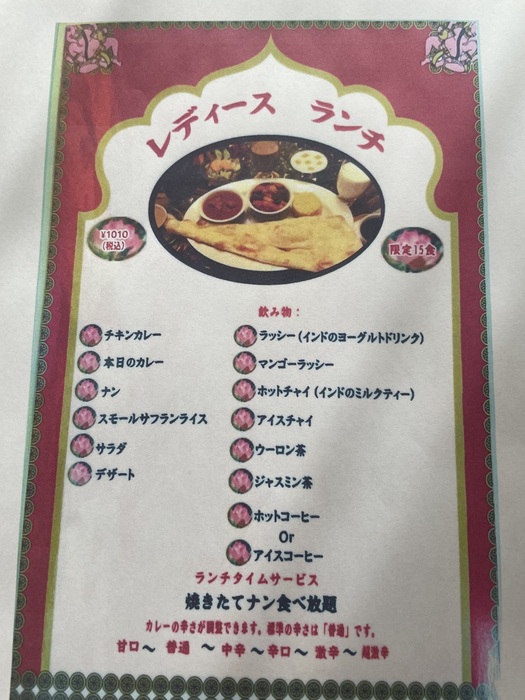 レディース ランチ
¥1010
(税込)
限定15食
チキンカレー
本日のカレー
ナン
スモールサフランライス
サラダ
デザート
飲み物：
ラッシー（インドのヨーグルトドリンク）
マンゴーラッシー
ホットチャイ（インドのミルクティー）
アイスチャイ
ウーロン茶
ジャスミン茶
ホットコーヒー
Or
アイスコーヒー
ランチタイムサービス
焼きたてナン食べ放題
カレーの辛さが調整できます。標準の辛さは「普通」です。
甘口～ 普通 ～中辛～辛口～激辛～超激辛